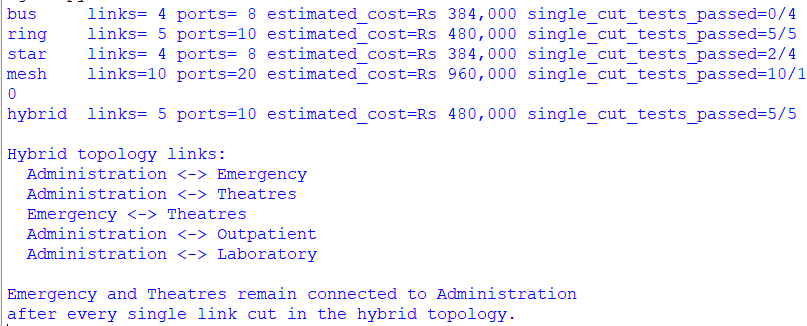 bus     links= 4 ports= 8 estimated_cost=Rs 384,000 single_cut_tests_passed=0/4
ring    links= 5 ports=10 estimated_cost=Rs 480,000 single_cut_tests_passed=5/5
star    links= 4 ports= 8 estimated_cost=Rs 384,000 single_cut_tests_passed=2/4
mesh    links=10 ports=20 estimated_cost=Rs 960,000 single_cut_tests_passed=10/1
0
hybrid  links= 5 ports=10 estimated_cost=Rs 480,000 single_cut_tests_passed=5/5

Hybrid topology links:
  Administration <-> Emergency
  Administration <-> Theatres
  Emergency <-> Theatres
  Administration <-> Outpatient
  Administration <-> Laboratory

Emergency and Theatres remain connected to Administration
after every single link cut in the hybrid topology.